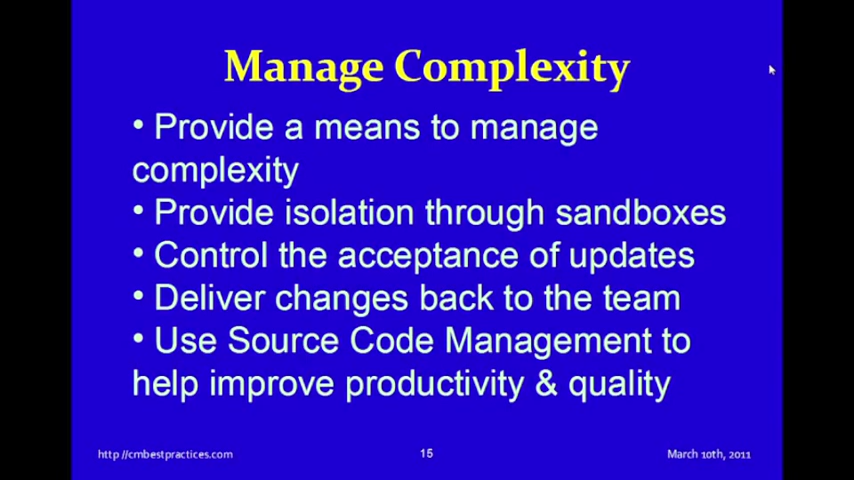 Manage Complexity
• Provide a means to manage
complexity
• Provide isolation through sandboxes
• Control the acceptance of updates
• Deliver changes back to the team
• Use Source Code Management to
help improve productivity & quality
http://cmbestpractices.com
15
March 10th, 2011